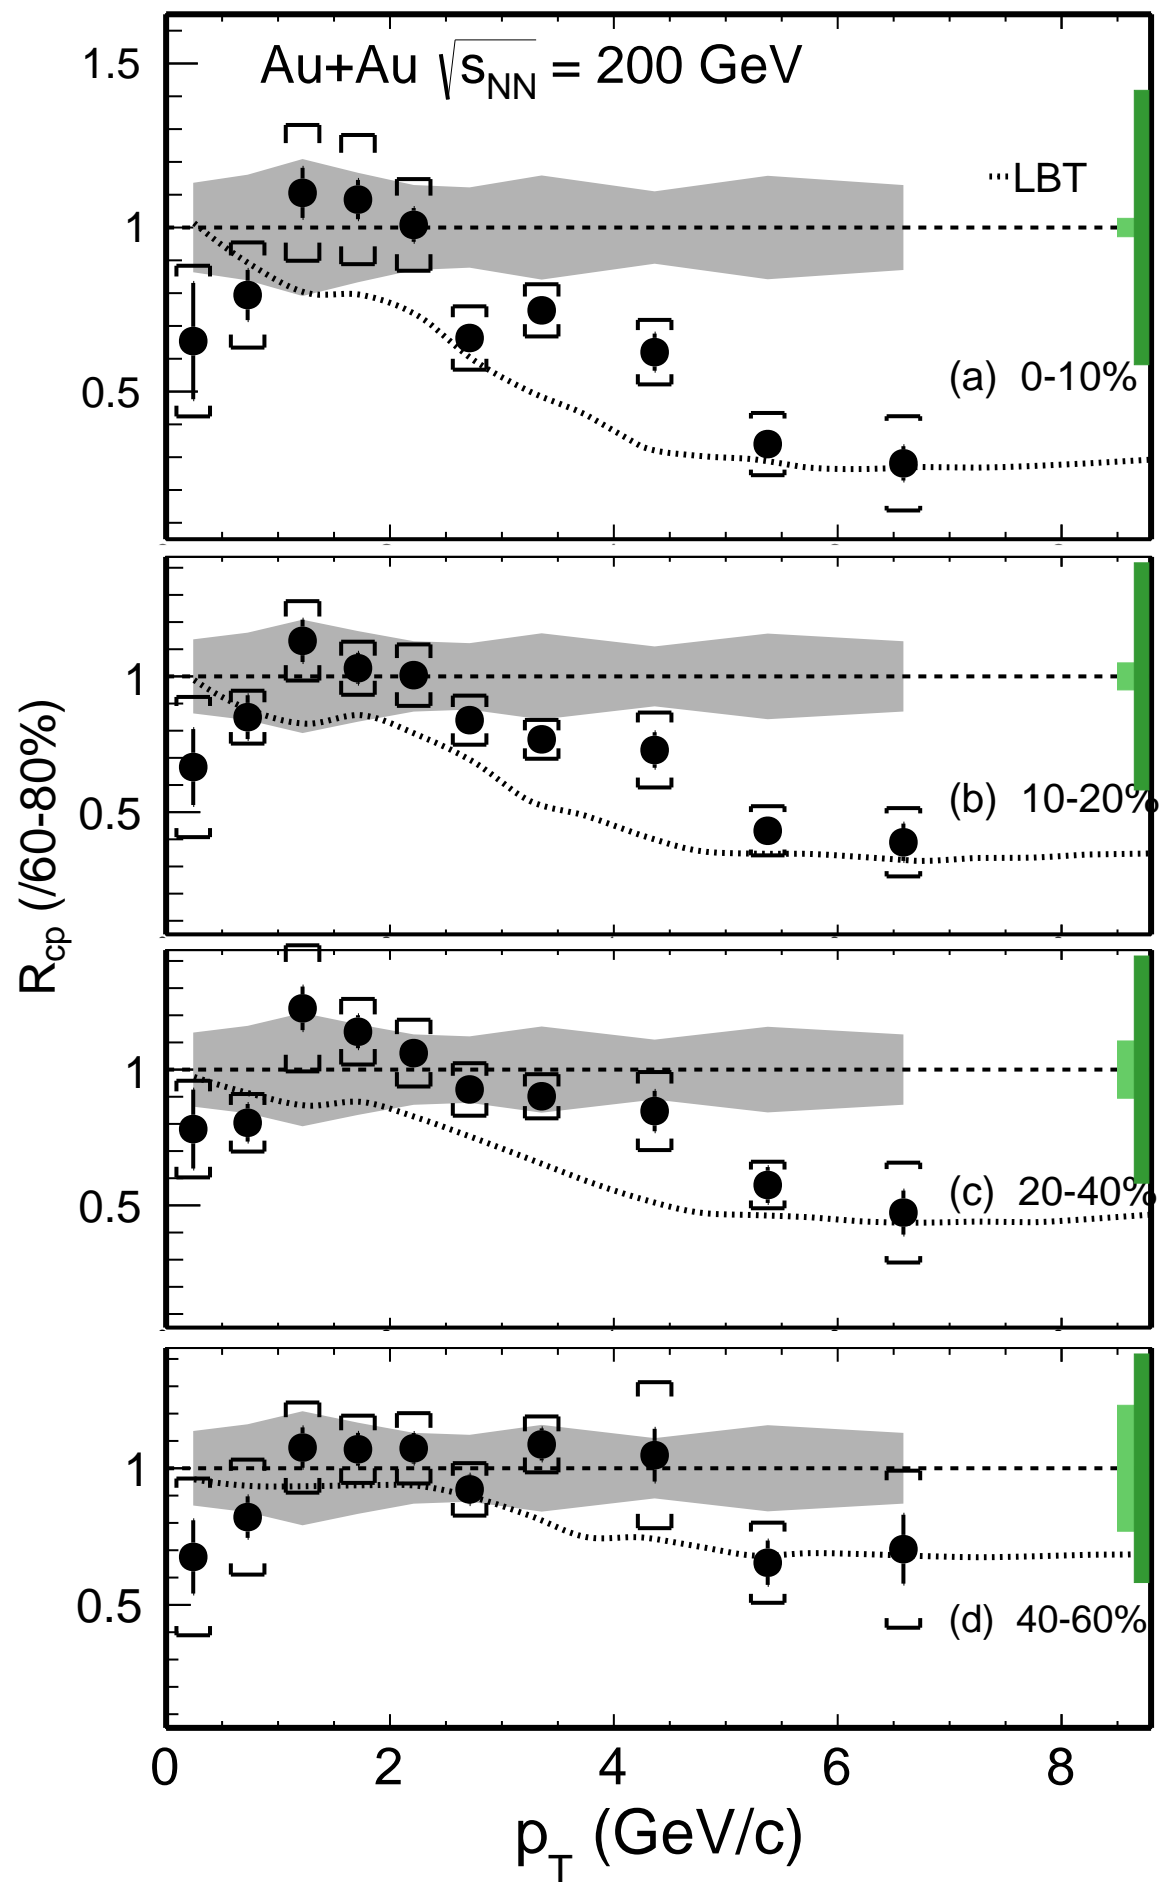 Au+Au √sNN = 200 GeV
1.5
LBT
1
0.5
(a) 0-10%
1
0.5
(b) 10-20%
Rcp (/60-80%)
1
0.5
(c) 20-40%
1
0.5
(d) 40-60%
0 2 4 6 8
pT (GeV/c)